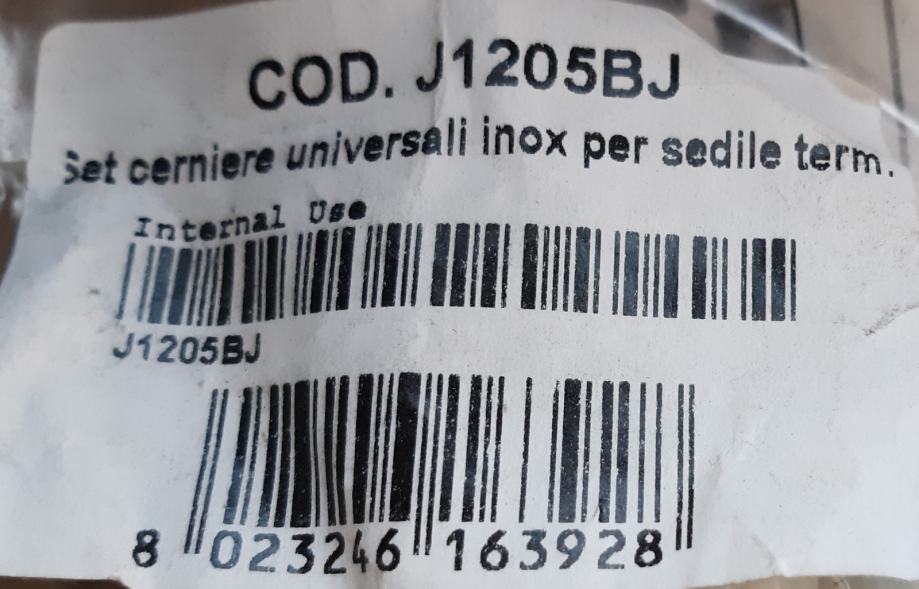 COD. J1205BJ
Set cerniere universali inox per sedile term.
Internal Use
J1205BJ
8 023246 163928